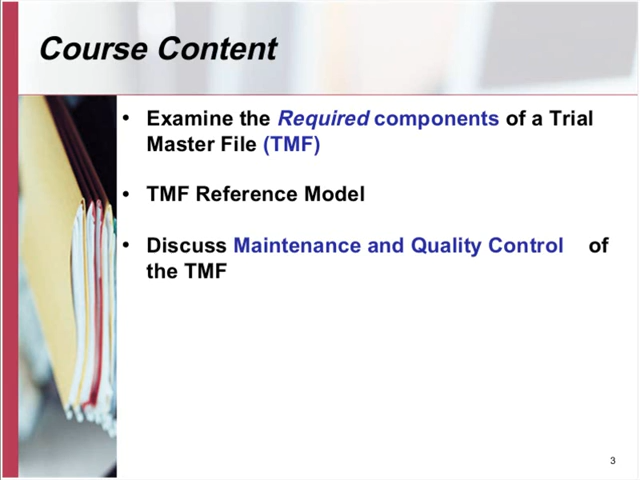 Course Content
• Examine the Required components of a Trial
Master File (TMF)
• TMF Reference Model
• Discuss Maintenance and Quality Control of
the TMF
3